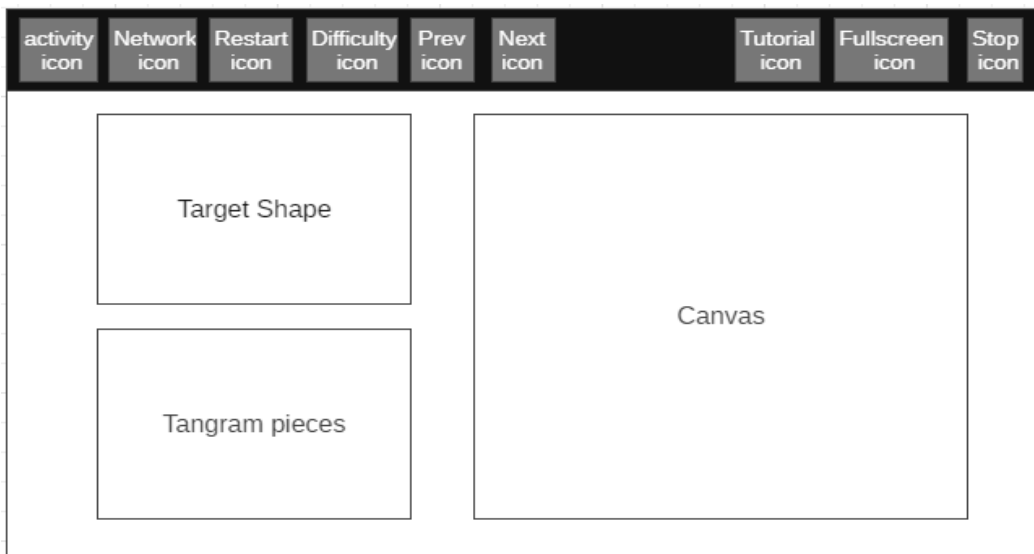 activity
icon
Network
icon
Restart
icon
Difficulty
icon
Prev
icon
Next
icon
Tutorial
icon
Fullscreen
icon
Stop
icon
Target Shape
Tangram pieces
Canvas